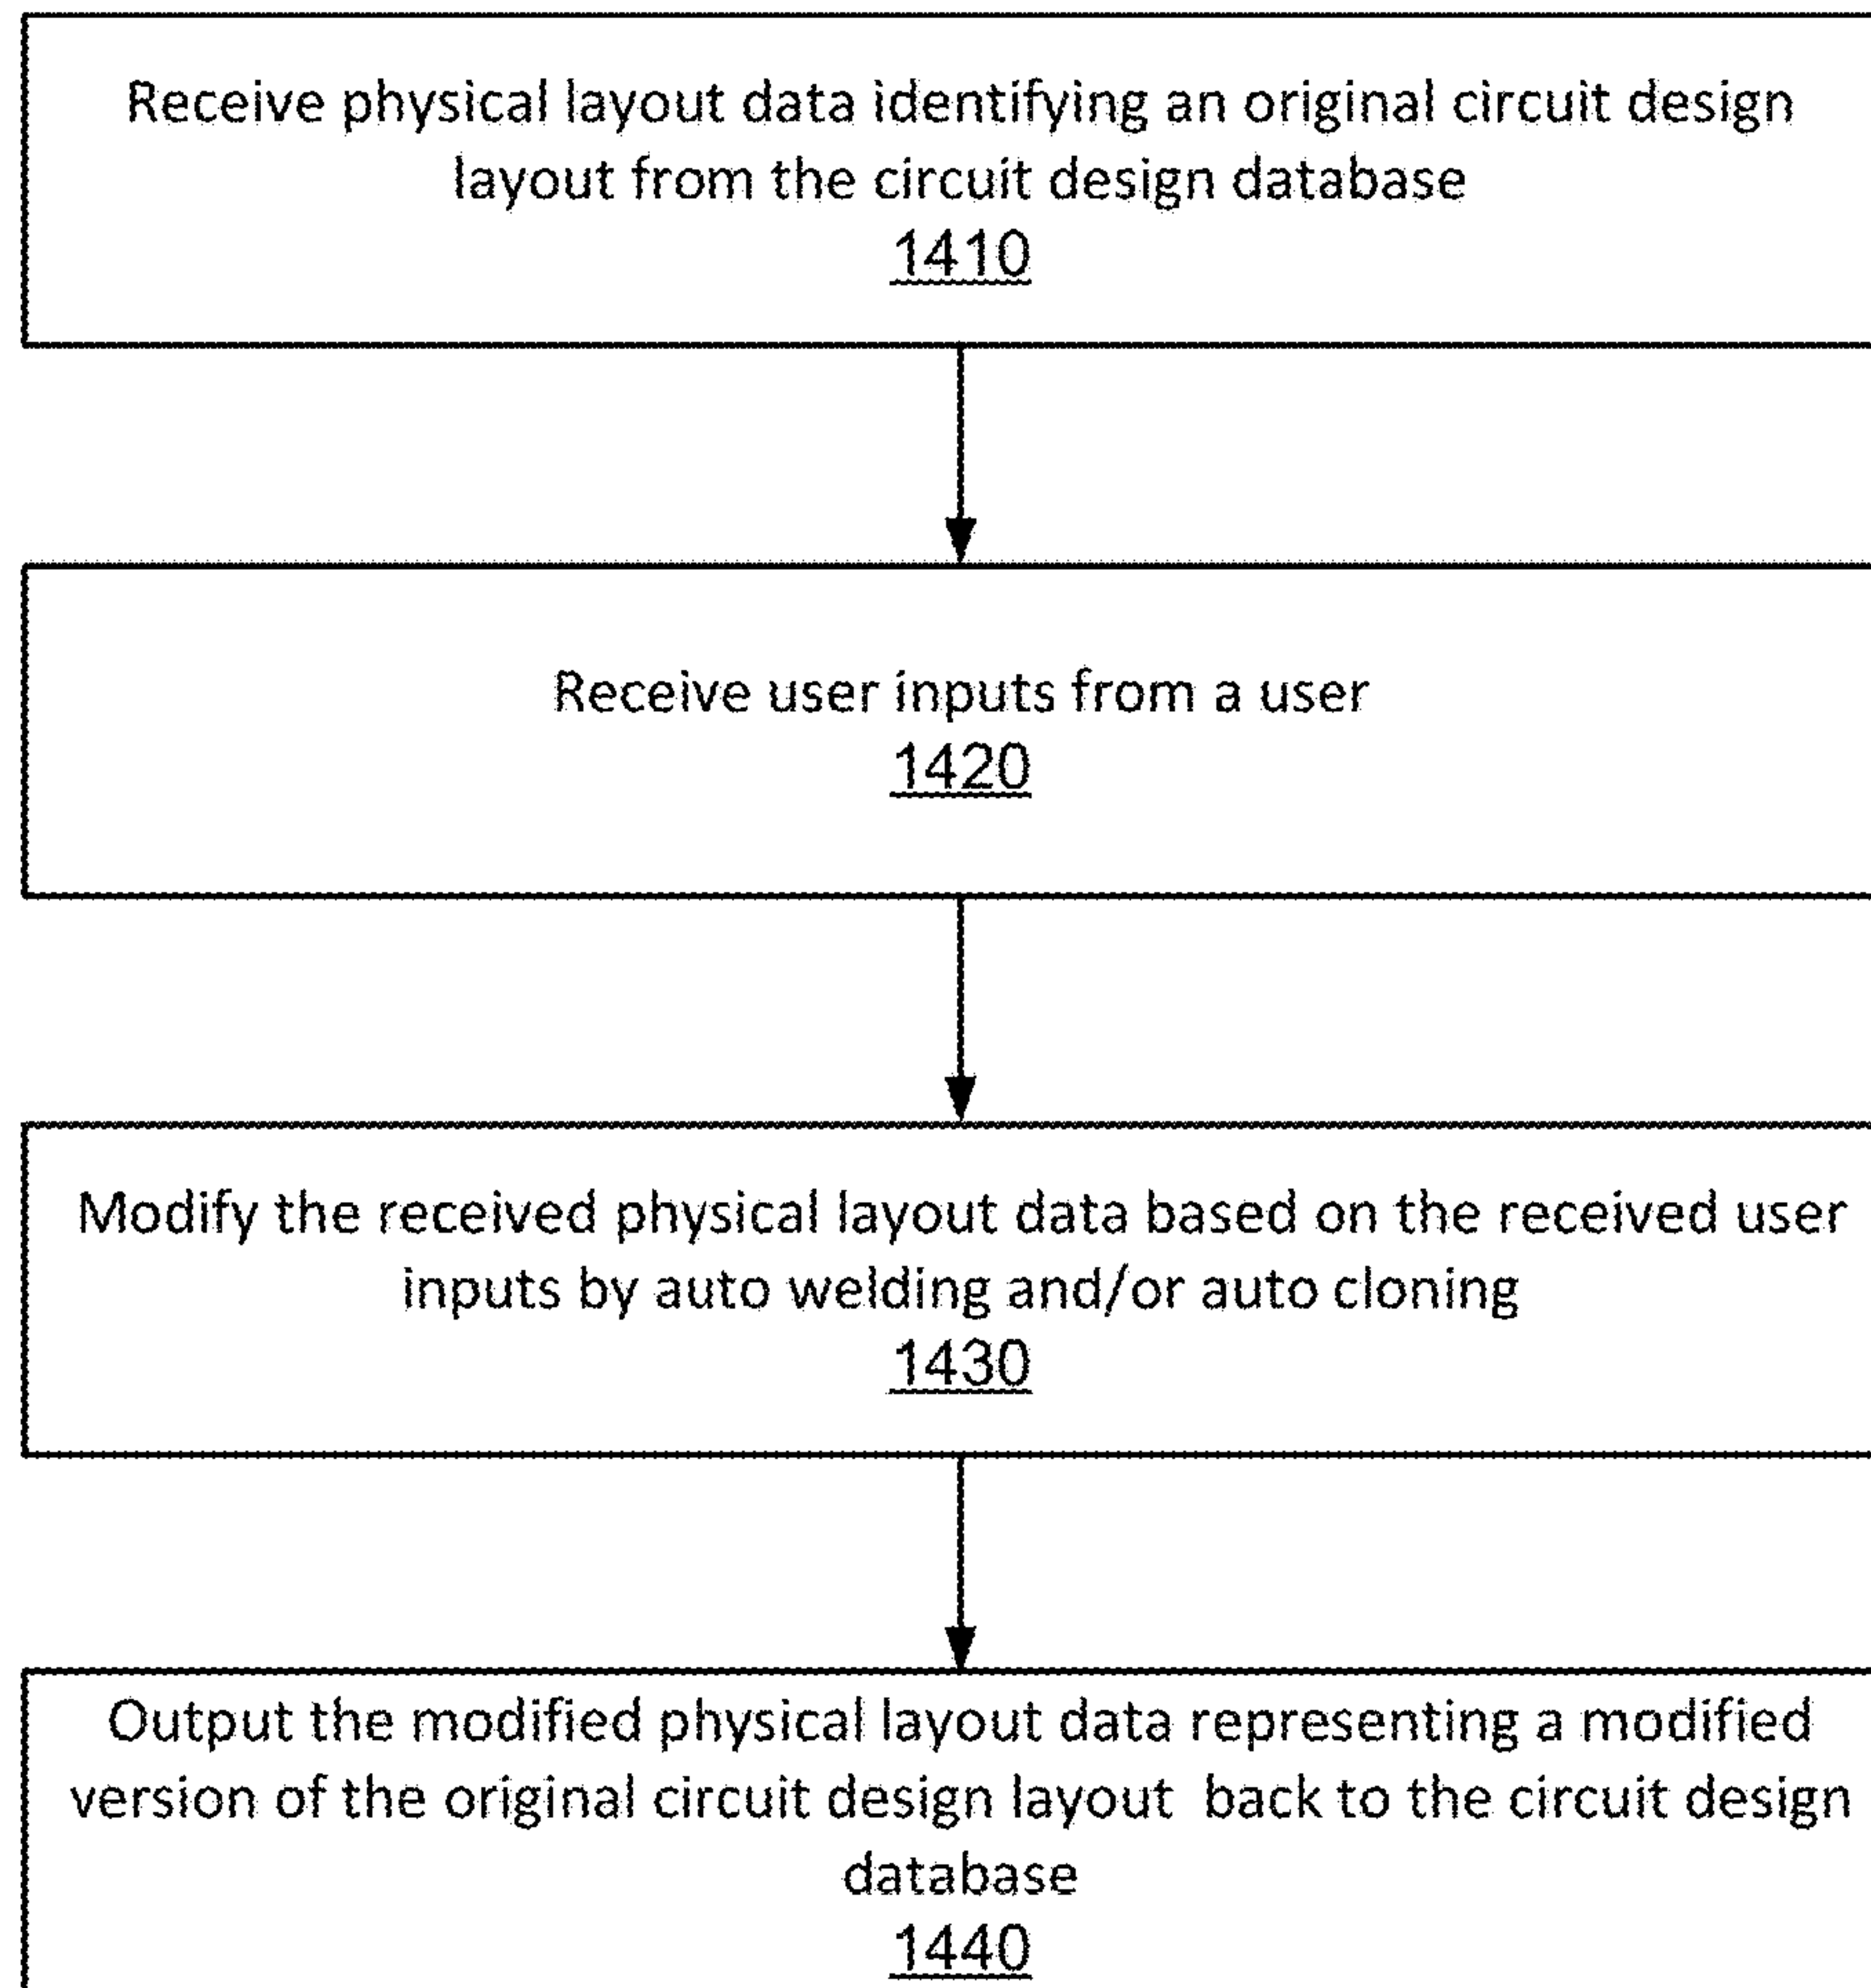 Receive physical layout data identifying an original circuit design
layout from the circuit design database
1410
Receive user inputs from a user
1420
Modify the received physical layout data based on the received user
inputs by auto welding and/or auto cloning
1430
Output the modified physical layout data representing a modified
version of the original circuit design layout back to the circuit design
database
1440